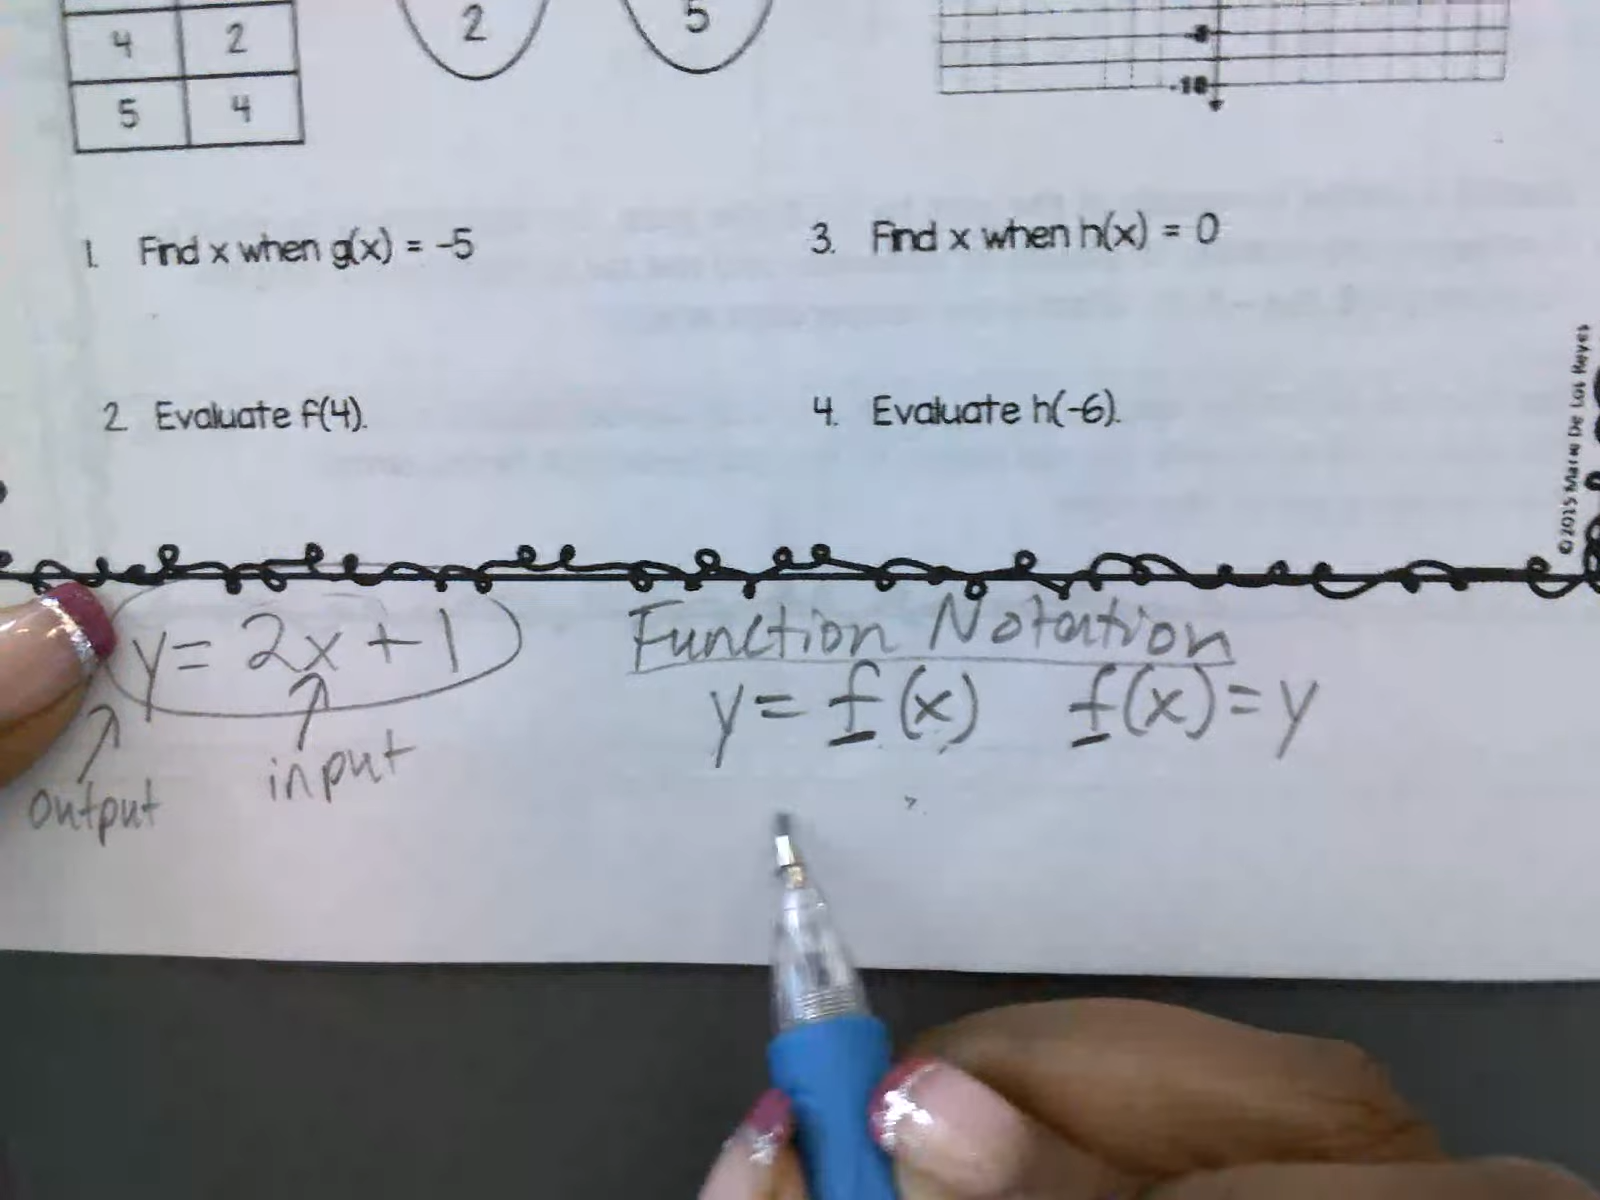 4 2
5 4
2
5
-8
-10
1. Find x when g(x) = -5
3. Find x when h(x) = 0
2. Evaluate f(4).
4. Evaluate h(-6).
©2015 Marie De Los Reyes
y = 2x + 1
output
input
Function Notation
y = f(x) f(x) = y